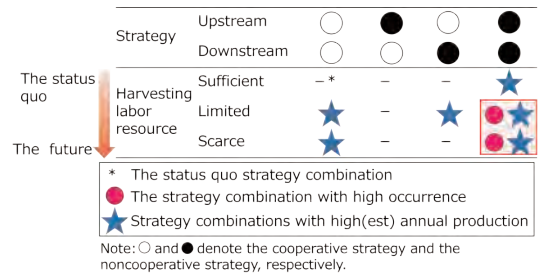 Strategy Upstream ○ ● ○ ●
Downstream ○ ○ ● ●
The status quo
Harvesting labor resource
Sufficient – * – – ★
Limited ★ – ★ ● ★
Scarce ★ – – ● ★
The future
* The status quo strategy combination
● The strategy combination with high occurrence
★ Strategy combinations with high(est) annual production
Note: ○ and ● denote the cooperative strategy and the
noncooperative strategy, respectively.